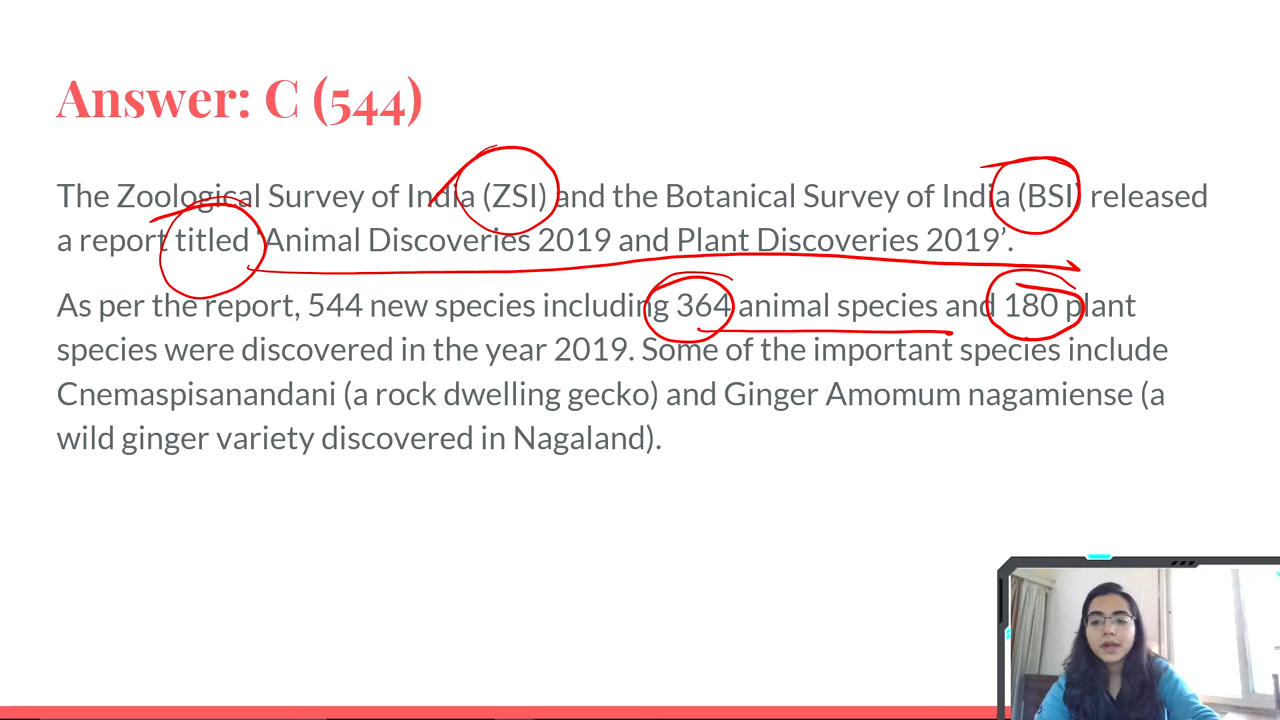 Answer: C (544)
The Zoological Survey of India (ZSI) and the Botanical Survey of India (BSI) released
a report titled 'Animal Discoveries 2019 and Plant Discoveries 2019'.
As per the report, 544 new species including 364 animal species and 180 plant
species were discovered in the year 2019. Some of the important species include
Cnemaspisanandani (a rock dwelling gecko) and Ginger Amomum nagamiense (a
wild ginger variety discovered in Nagaland).